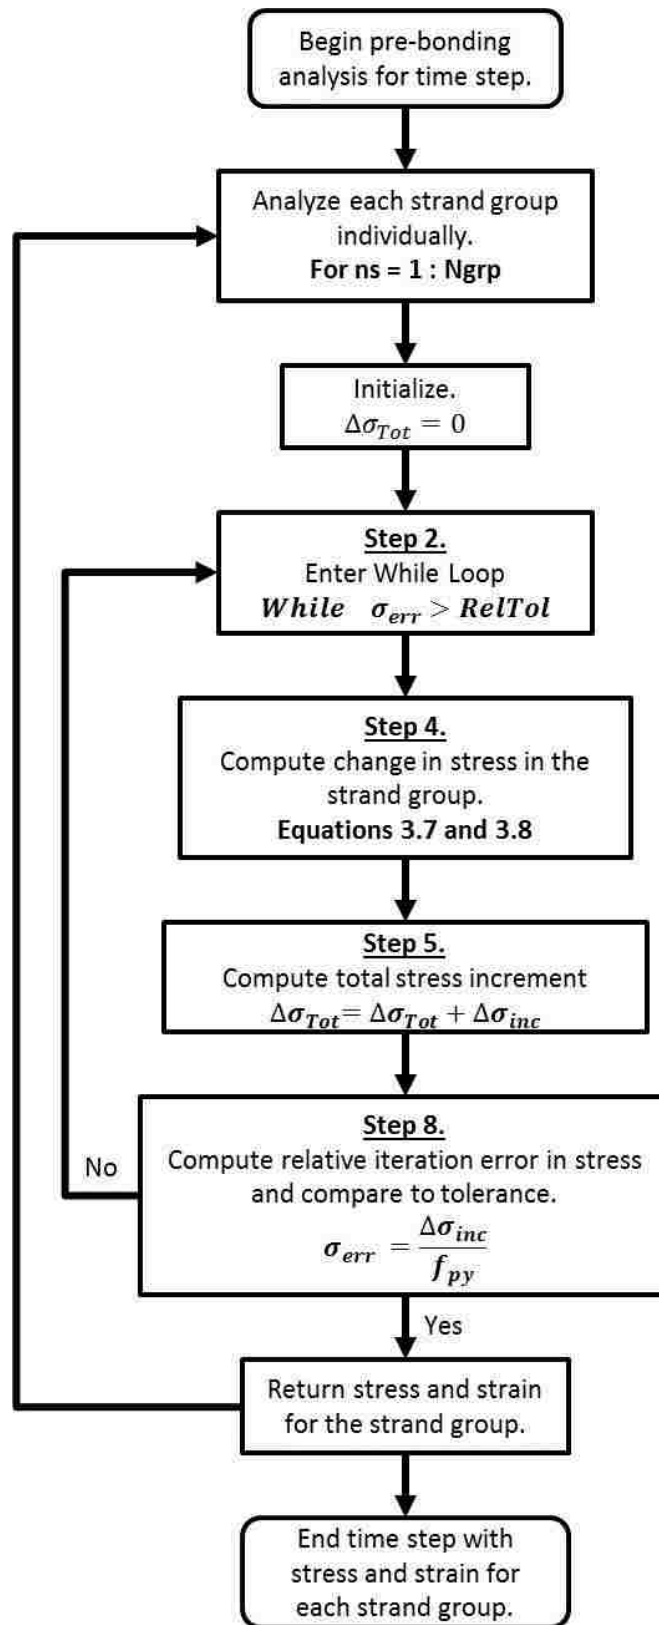 Begin pre-bonding
analysis for time step.
Analyze each strand group
individually.
For ns = 1 : Ngrp
Initialize.
Δσ_Tot = 0
Step 2.
Enter While Loop
While σ_err > RelTol
Step 4.
Compute change in stress in the
strand group.
Equations 3.7 and 3.8
Step 5.
Compute total stress increment
Δσ_Tot = Δσ_Tot + Δσ_inc
Step 8.
Compute relative iteration error in stress
and compare to tolerance.
σ_err = Δσ_inc / f_py
No
Yes
Return stress and strain
for the strand group.
End time step with
stress and strain for
each strand group.